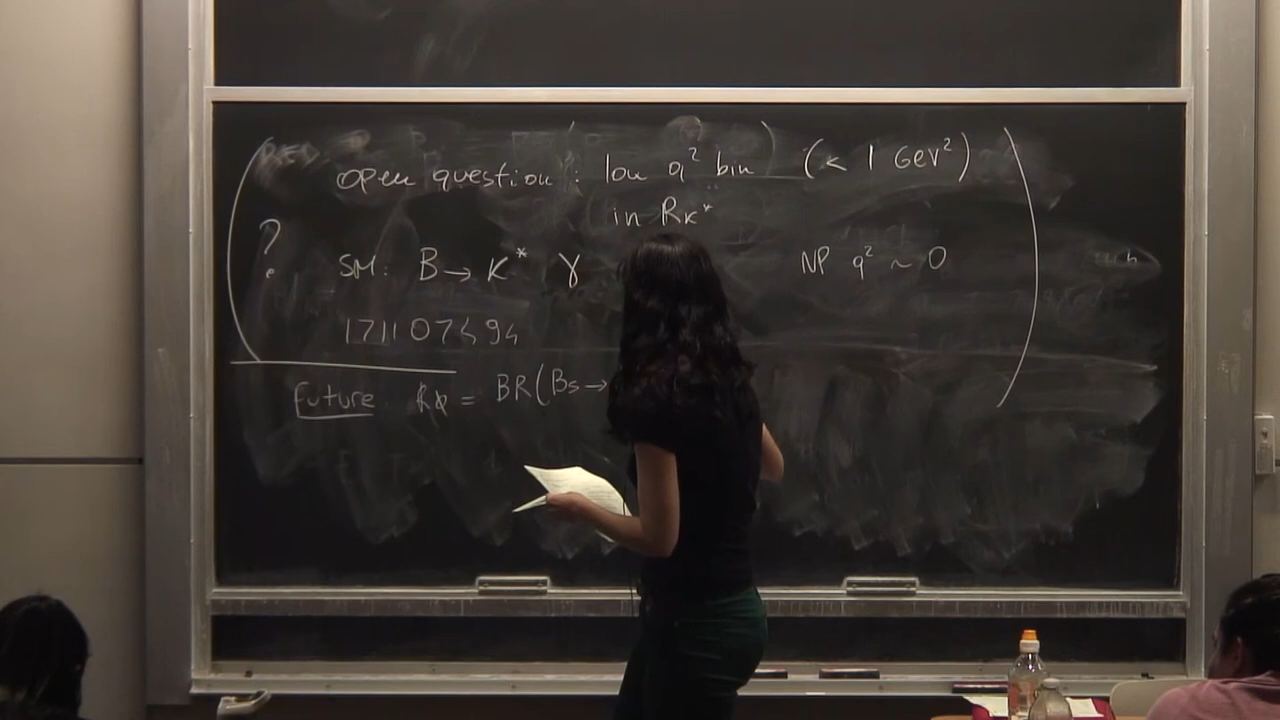 open question : low q² bin (< 1 GeV²)
in RK*
? SM: B → K* γ NP q² ~ 0
1711 07494
Future Rϕ = BR(Bs →